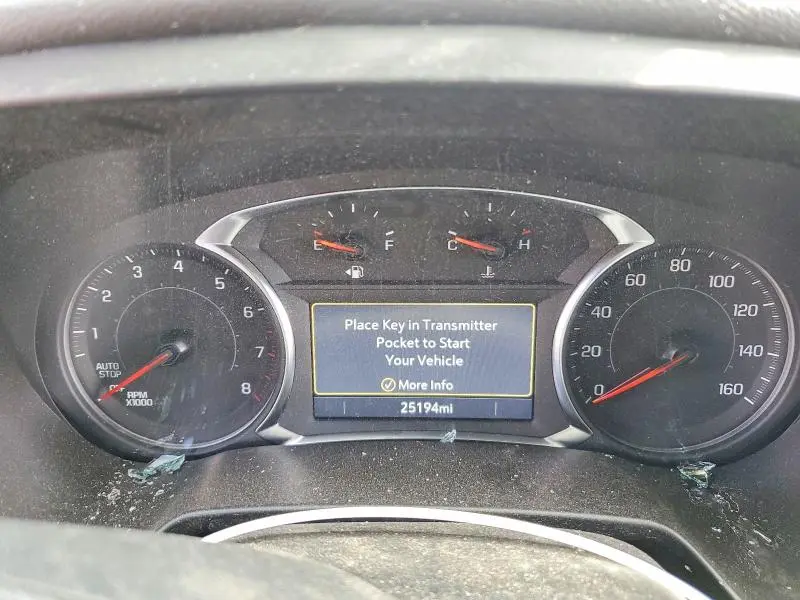 E F
C H
1 2 3 4 5 6 7 8
AUTO
STOP
OFF
RPM
X1000
Place Key in Transmitter
Pocket to Start
Your Vehicle
More Info
25194mi
0 20 40 60 80 100 120 140 160